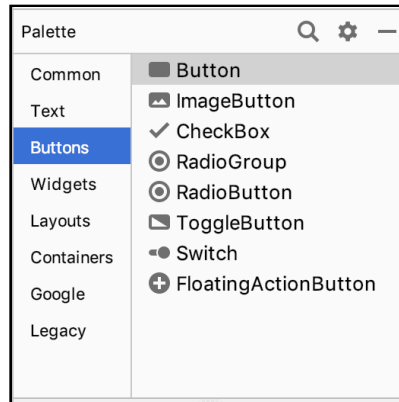 Palette
Common
Text
Buttons
Widgets
Layouts
Containers
Google
Legacy
Button
ImageButton
CheckBox
RadioGroup
RadioButton
ToggleButton
Switch
FloatingActionButton